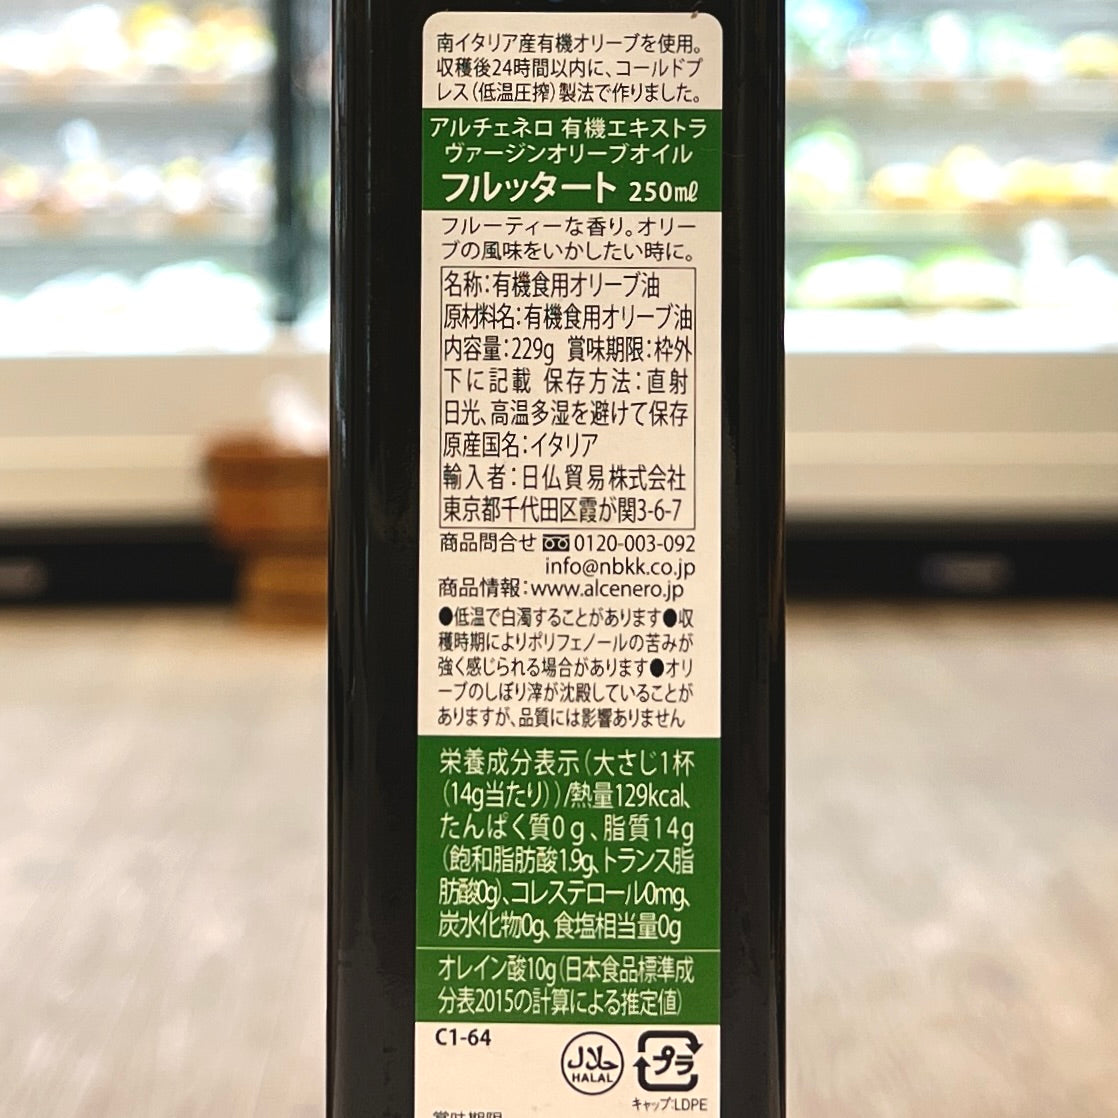 南イタリア産有機オリーブを使用。
収穫後24時間以内に、コールドプ
レス(低温圧搾)製法で作りました。
アルチェネロ 有機エキストラ
ヴァージンオリーブオイル
フルッタート 250mℓ
フルーティーな香り。オリー
ブの風味をいかしたい時に。
名称:有機食用オリーブ油
原材料名:有機食用オリーブ油
内容量:229g 賞味期限:枠外
下に記載 保存方法:直射
日光、高温多湿を避けて保存
原産国名:イタリア
輸入者:日仏貿易株式会社
東京都千代田区霞が関3-6-7
商品問合せ 0120-003-092
info@nbkk.co.jp
商品情報:www.alcenero.jp
●低温で白濁することがあります●収
穫時期によりポリフェノールの苦みが
強く感じられる場合があります●オリ
ーブのしぼり滓が沈殿していることが
ありますが、品質には影響ありません
栄養成分表示(大さじ1杯
(14g当たり))/熱量129kcal、
たんぱく質0g、脂質14g
(飽和脂肪酸1.9g、トランス脂
肪酸0g)、コレステロール0mg、
炭水化物0g、食塩相当量0g
オレイン酸10g(日本食品標準成
分表2015の計算による推定値)
C1-64
حلال
HALAL
プラ
キャップ:LDPE
賞味期限